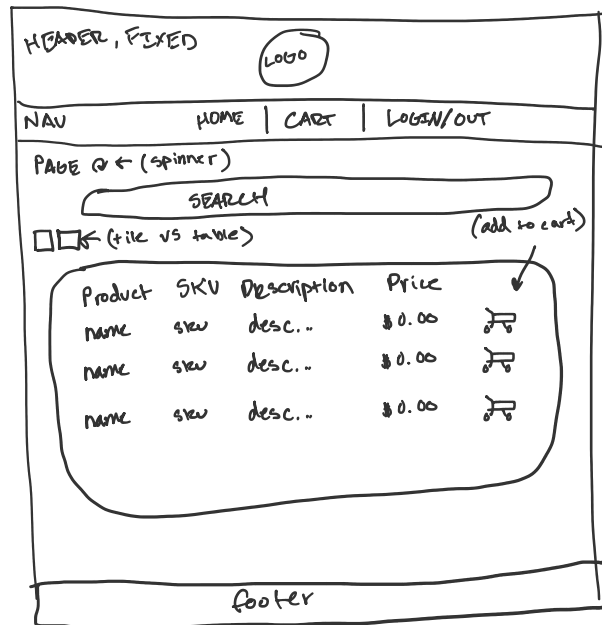 HEADER, FIXED
LOGO
NAV HOME | CART | LOGIN/OUT
PAGE ← (spinner)
SEARCH
(add to cart)
← (tile vs table)
Product SKU Description Price
name sku desc... $0.00
name sku desc... $0.00
name sku desc... $0.00
footer